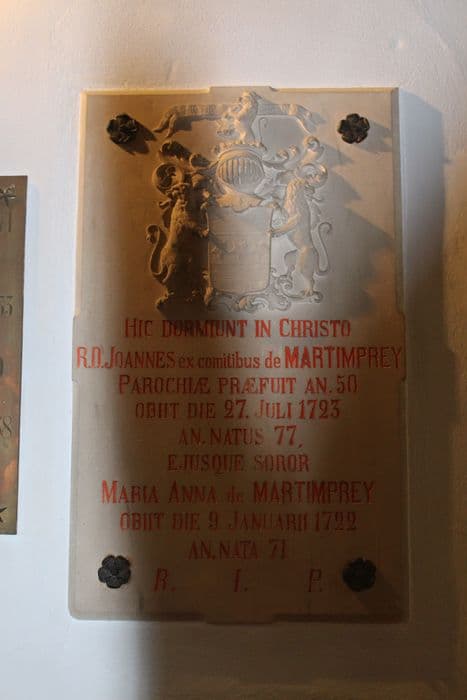 HIC DORMIUNT IN CHRISTO
R.D. JOANNES ex comitibus de MARTIMPREY
PAROCHIÆ PRÆFUIT AN. 50
OBIIT DIE 27. JULI 1723
AN. NATUS 77,
EJUSQUE SOROR
MARIA ANNA de MARTIMPREY
OBIIT DIE 9 JANUARII 1722
AN. NATA 71
R. I. P.